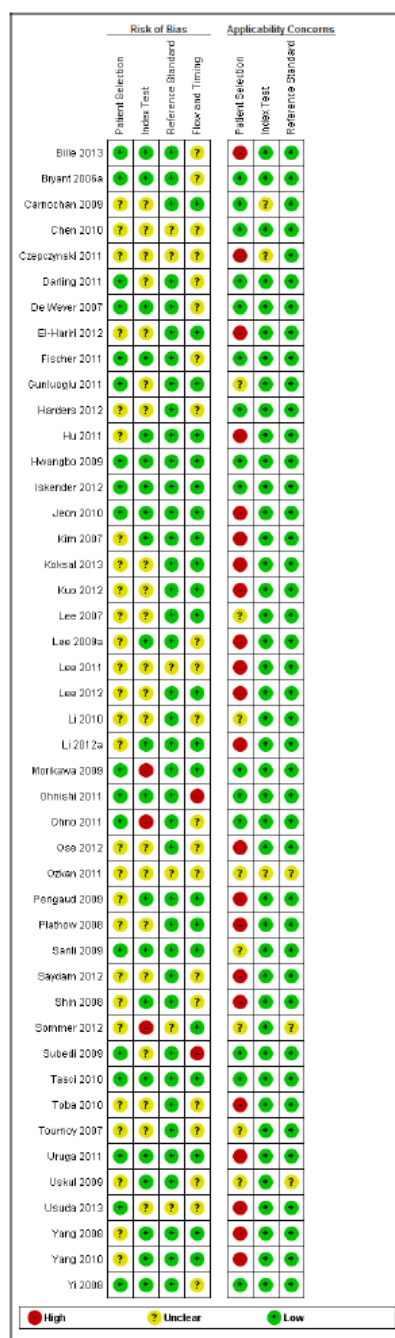 Risk of Bias Applicability Concerns
Patient Selection
Index Test
Reference Standard
Flow and Timing
Patient Selection
Index Test
Reference Standard
Bille 2013 + + + ? - + +
Bryant 2006a + + + ? + + +
Carnochan 2009 ? ? + + + ? +
Chen 2010 ? ? ? ? + + +
Czepczynski 2011 ? ? ? ? - ? +
Darling 2011 + ? + ? + + +
De Wever 2007 + + + ? + + +
El-Hariri 2012 ? ? + + - + +
Fischer 2011 + + + ? + + +
Gunluoglu 2011 + ? + + ? + +
Harders 2012 ? ? + ? + + +
Hu 2011 ? + + + - + +
Hwangbo 2009 + + + + + + +
Iskender 2012 + + + + + + +
Jeon 2010 + + + + - + +
Kim 2007 ? + + + - + +
Koksal 2013 ? ? + + - + +
Kuo 2012 ? ? + + - + +
Lee 2007 ? ? + + ? + +
Lee 2009a ? + + ? - + +
Lee 2011 ? ? ? ? - + +
Lee 2012 ? ? + + - + +
Li 2010 ? ? + ? ? + +
Li 2012a ? + + + - + +
Morikawa 2009 + - + + + + +
Ohnishi 2011 + + + - + + +
Ohno 2011 + - + ? + + +
Ose 2012 ? ? + ? - + +
Ozkan 2011 ? ? ? ? ? ? ?
Perigaud 2009 ? + + + - + +
Plathow 2008 ? ? + + - + +
Sanli 2009 + + + + ? + +
Saydam 2012 ? ? + ? - + +
Shin 2008 ? + + ? - + +
Sommer 2012 ? - ? + ? + ?
Subedi 2009 + ? + - + + +
Tasci 2010 + + + + + + +
Toba 2010 ? ? + ? - + +
Tournoy 2007 ? ? + ? ? + +
Uruga 2011 + + + + - + +
Uskul 2009 ? + + ? ? + ?
Usuda 2013 + ? ? ? - + +
Yang 2008 ? + + + - + +
Yang 2010 ? + + + - + +
Yi 2008 + + + ? + + +
- High ? Unclear + Low